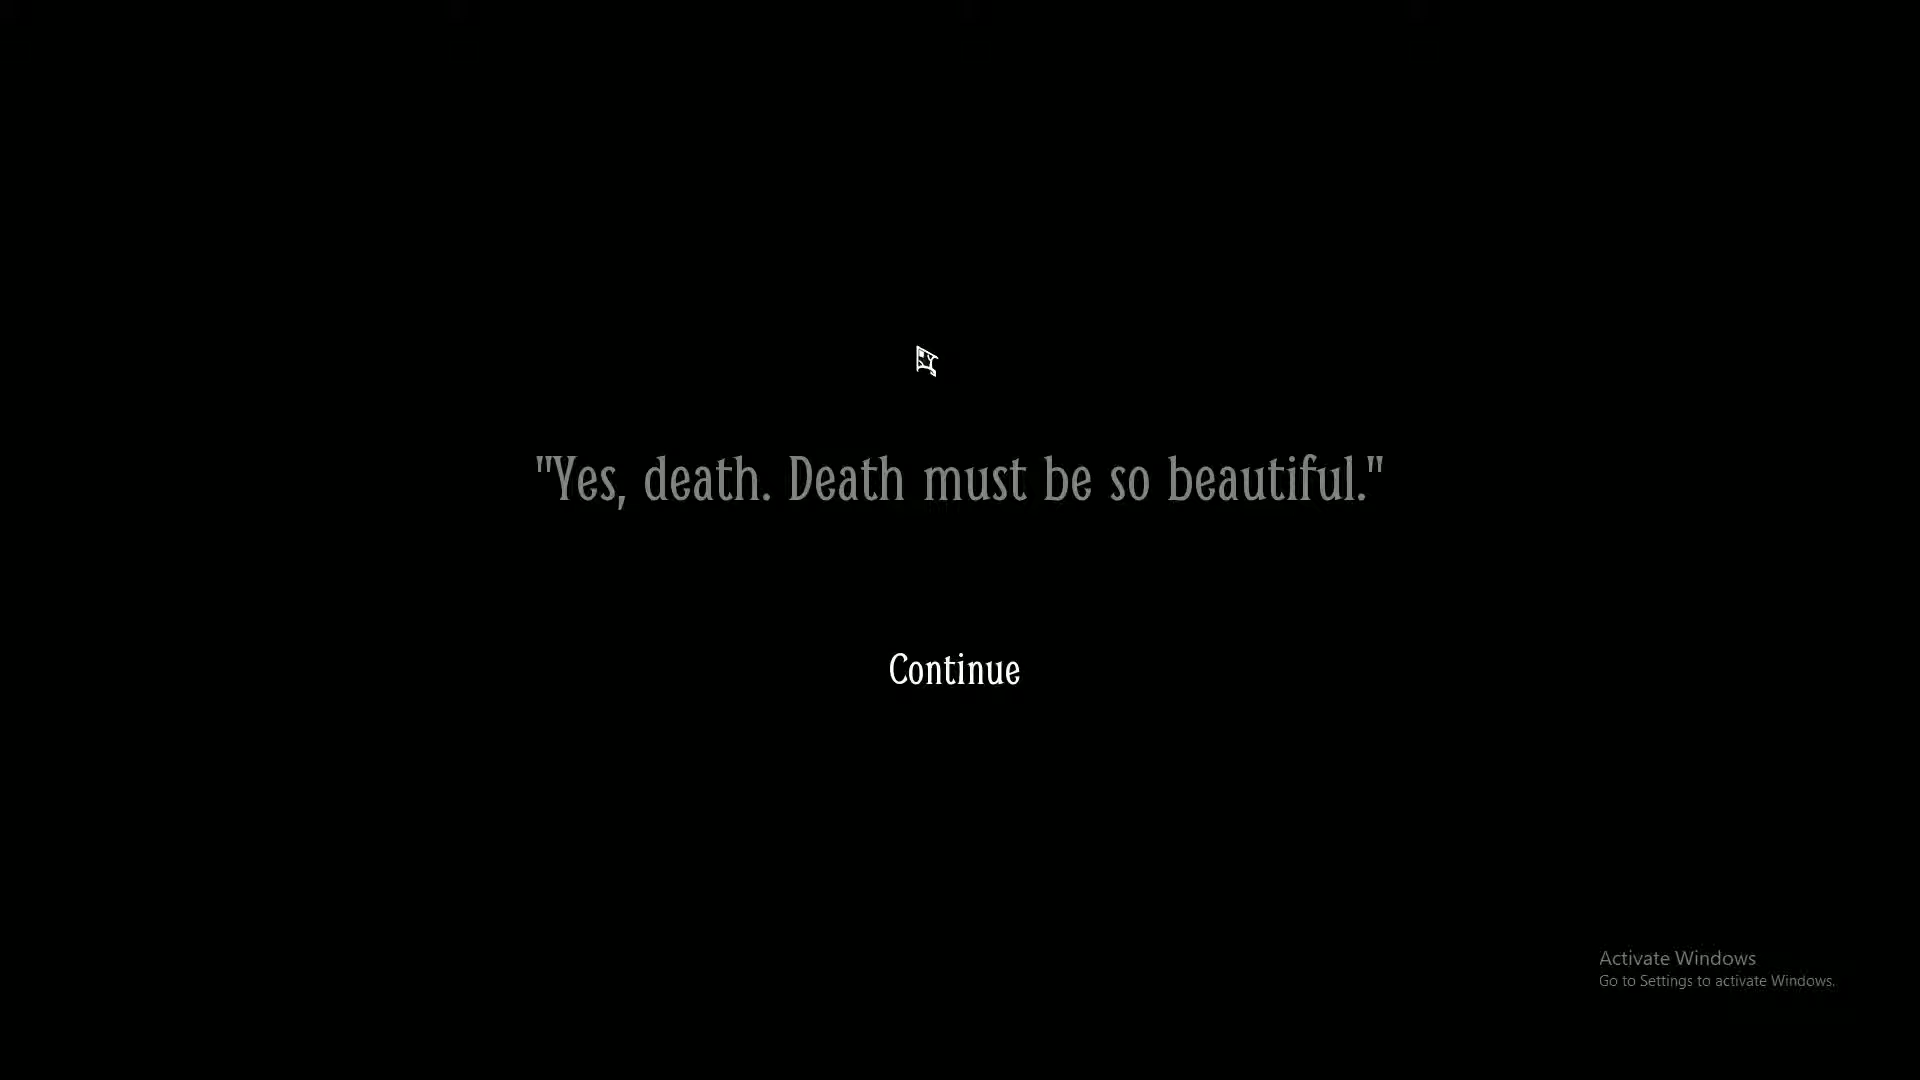 "Yes, death. Death must be so beautiful."
Continue
Activate Windows
Go to Settings to activate Windows.